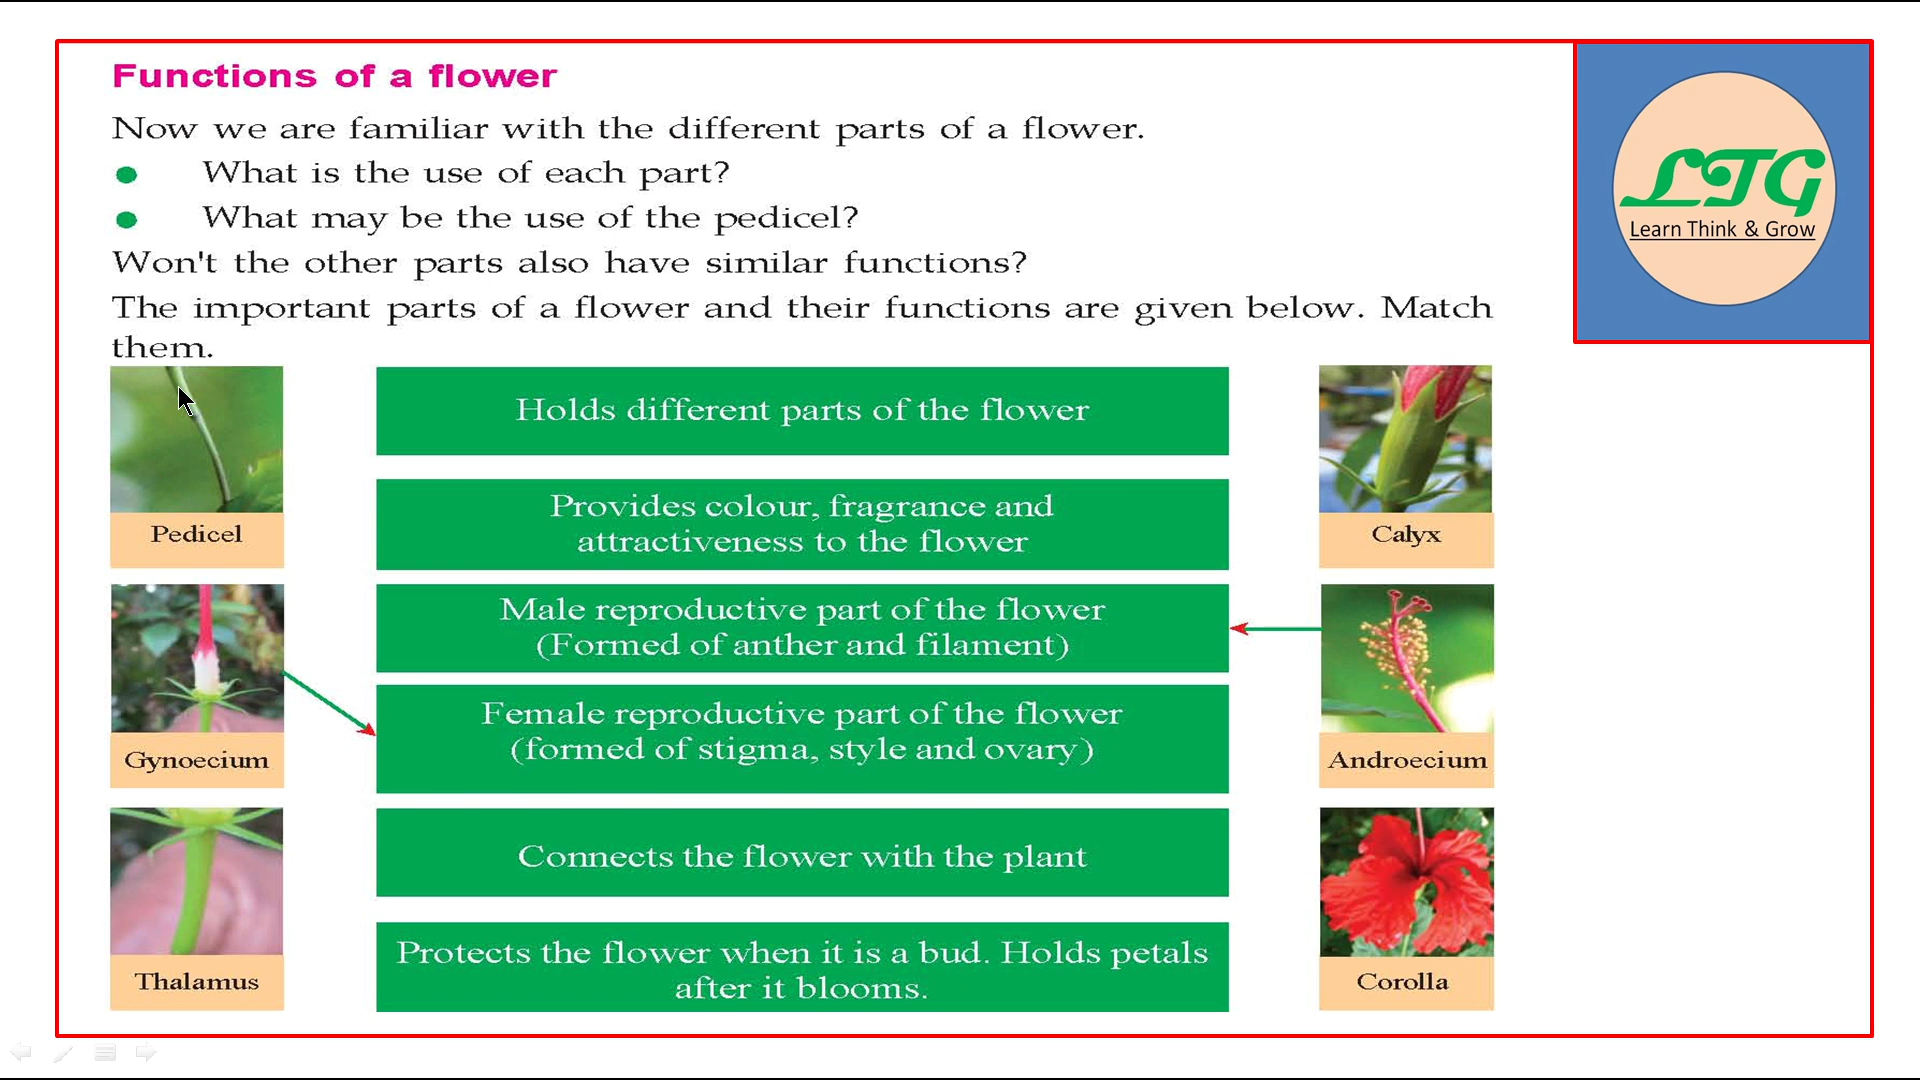 Functions of a flower
Now we are familiar with the different parts of a flower.
What is the use of each part?
What may be the use of the pedicel?
Won't the other parts also have similar functions?
The important parts of a flower and their functions are given below. Match
them.
LTG
Learn Think & Grow
Pedicel
Holds different parts of the flower
Calyx
Provides colour, fragrance and
attractiveness to the flower
Gynoecium
Male reproductive part of the flower
(Formed of anther and filament)
Androecium
Female reproductive part of the flower
(formed of stigma, style and ovary)
Thalamus
Connects the flower with the plant
Corolla
Protects the flower when it is a bud. Holds petals
after it blooms.